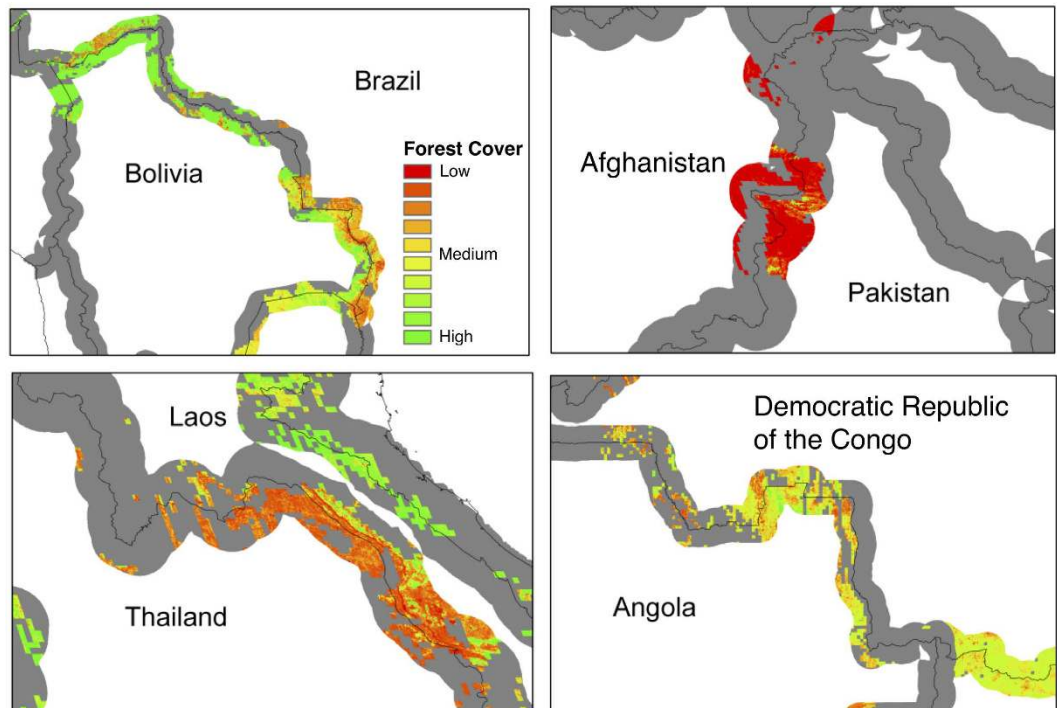 Brazil
Bolivia
Forest Cover
Low
Medium
High
Afghanistan
Pakistan
Laos
Thailand
Democratic Republic
of the Congo
Angola